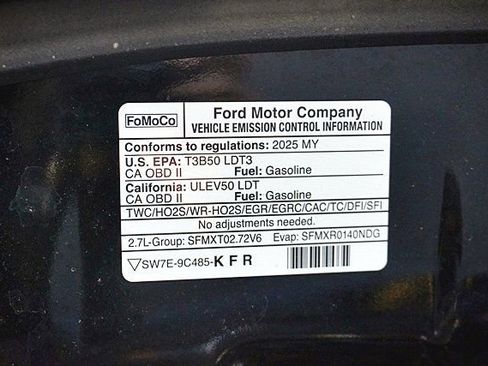 FoMoCo
Ford Motor Company
VEHICLE EMISSION CONTROL INFORMATION
Conforms to regulations: 2025 MY
U.S. EPA: T3B50 LDT3
CA OBD II Fuel: Gasoline
California: ULEV50 LDT
CA OBD II Fuel: Gasoline
TWC/HO2S/WR-HO2S/EGR/EGRC/CAC/TC/DFI/SFI
No adjustments needed.
2.7L-Group: SFMXT02.72V6 Evap: SFMXR0140NDG
▽SW7E-9C485-K F R